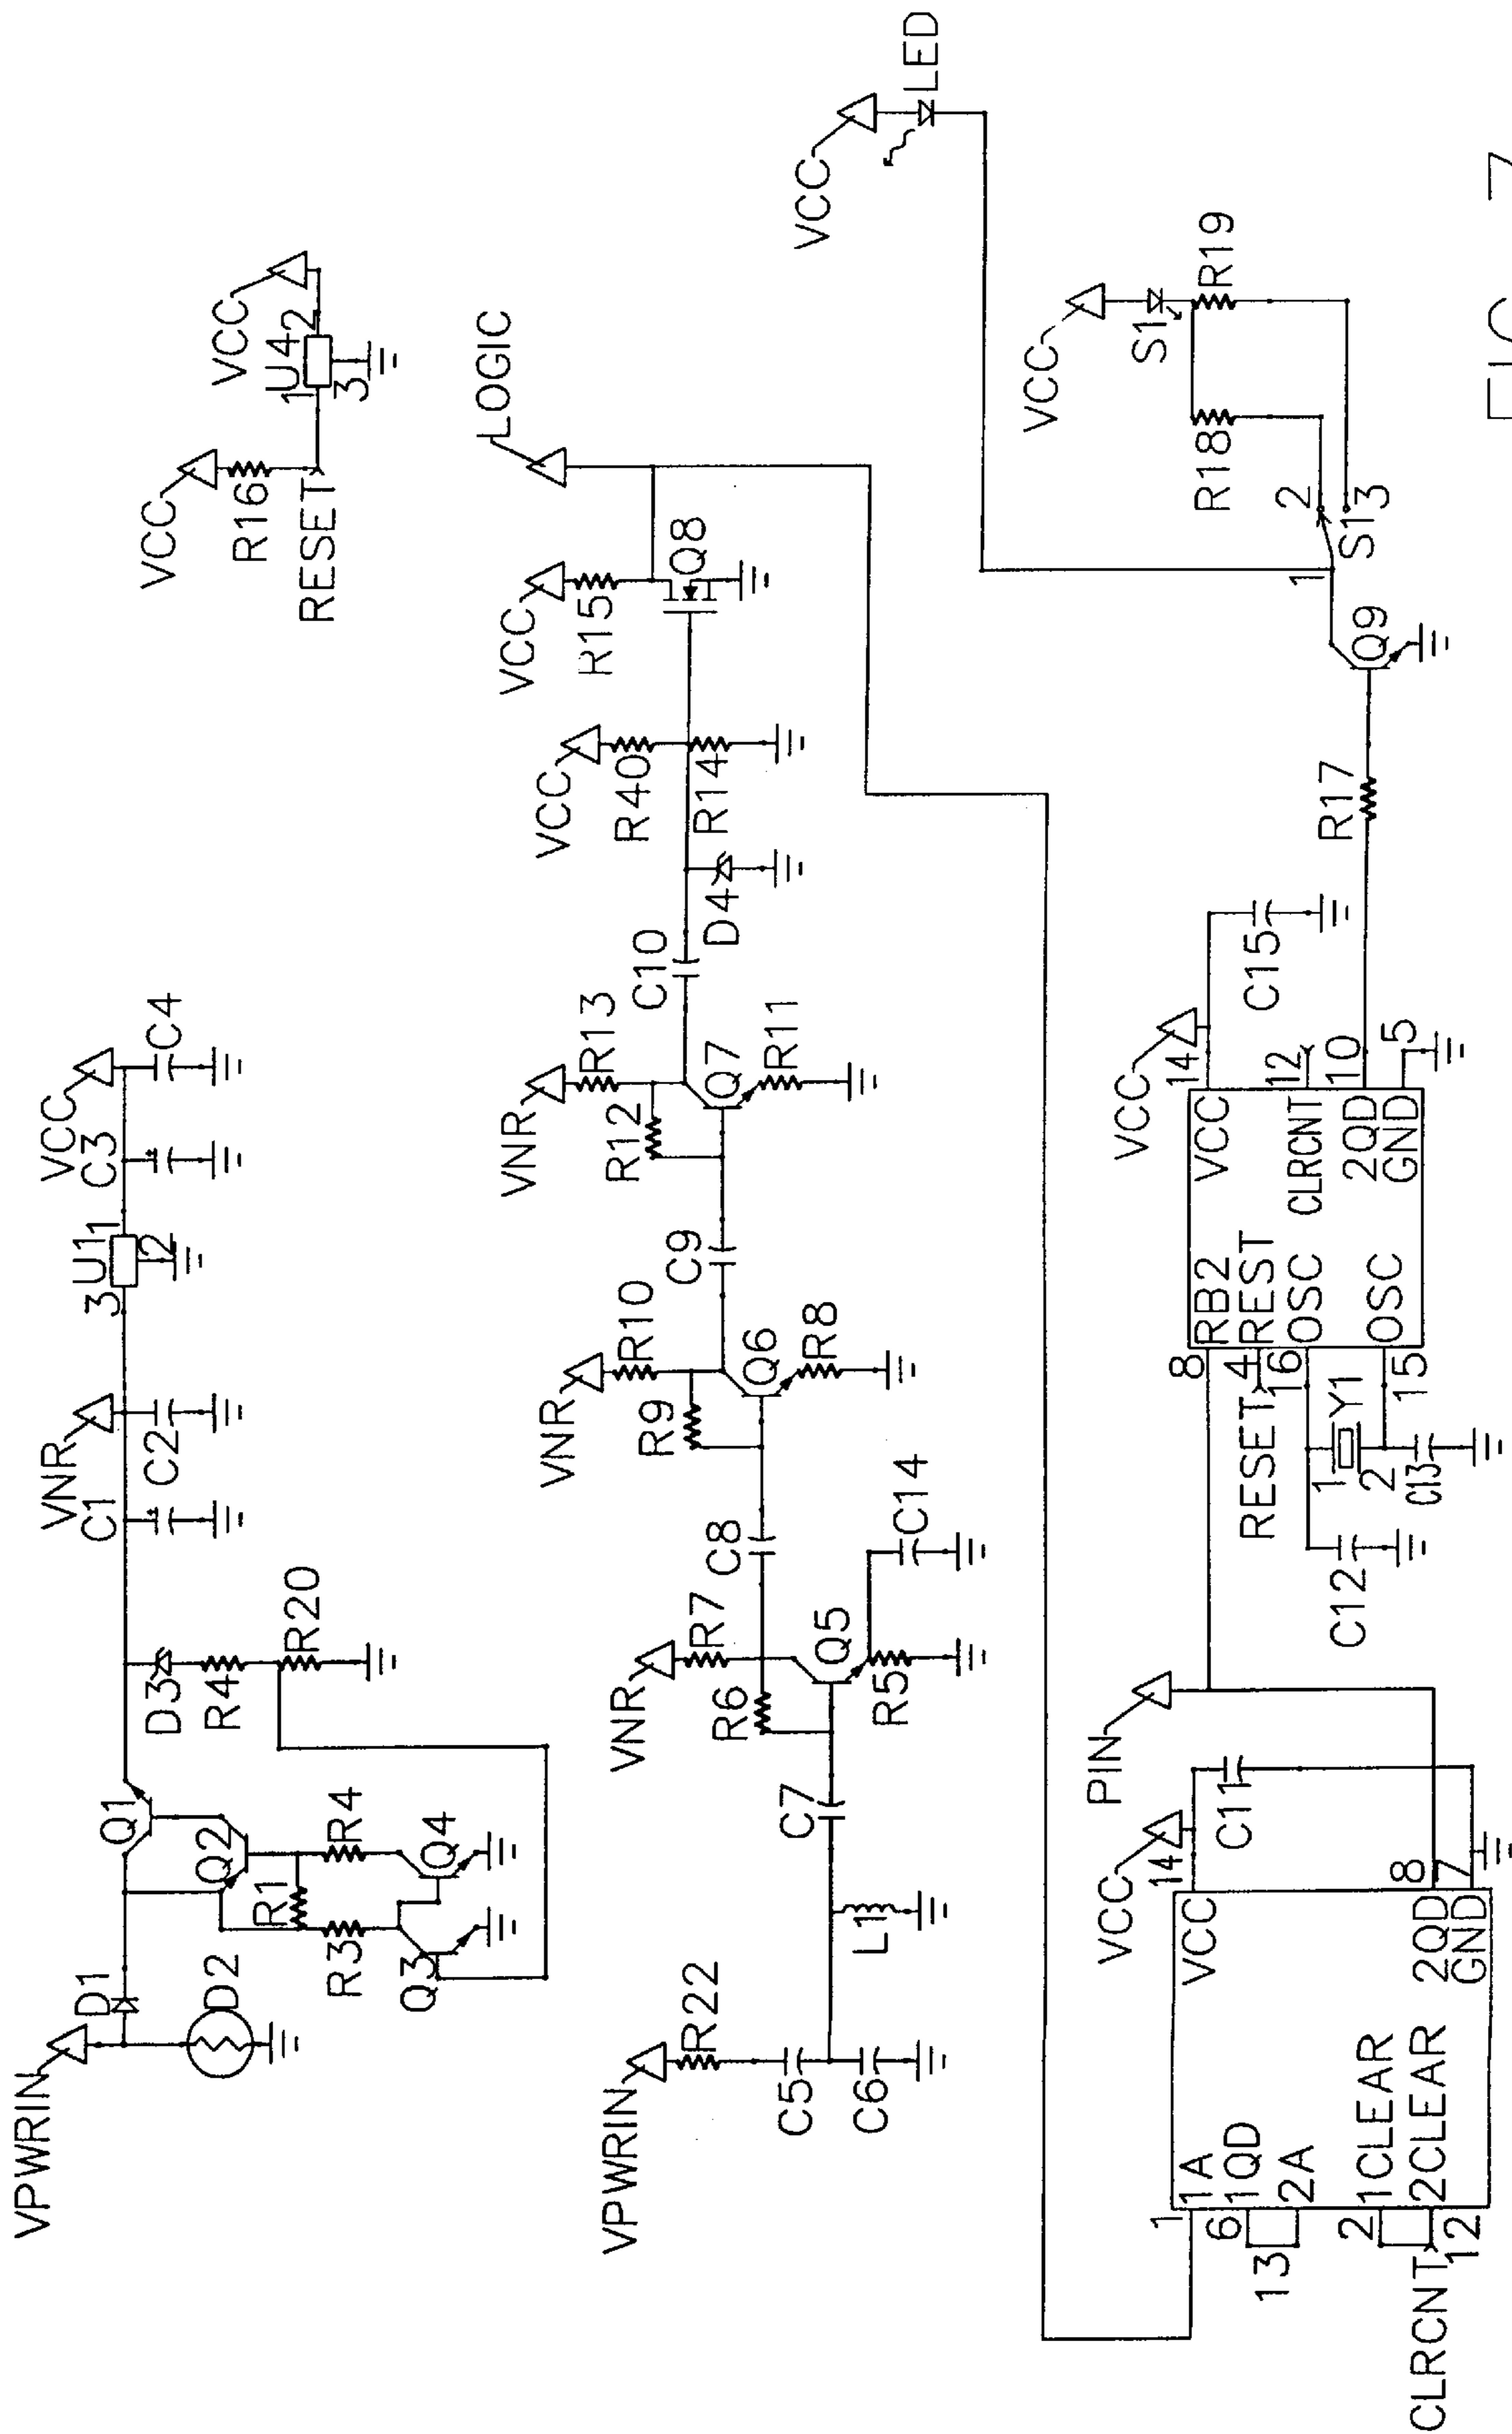 VPWRIN
D1
D2
Q1
Q2
R1
R3
R4
Q3
Q4
D3
R4
R20
VNR
C1
C2
U1
3
1
2
VCC
C3
C4
VCC
R16
RESET
VCC
U4
1
2
3
VPWRIN
R22
C5
C6
L1
C7
VNR
R7
R6
Q5
R5
C14
C8
VNR
R10
R9
Q6
R8
C9
VNR
R13
R12
Q7
R11
C10
D4
VCC
R40
R14
VCC
R15
Q8
LOGIC
VCC
LED
1
1A
6
1QD
13
2A
2
1CLEAR
2CLEAR
12
CLRCNT
VCC
14
VCC
C11
2QD
8
GND
7
PIN
8
RB2
4
REST
RESET
16
OSC
OSC
15
Y1
1
2
C12
C13
VCC
14
VCC
C15
12
CLRCNT
2QD
10
GND
5
R17
Q9
1
S1
2
3
R18
R19
S1
VCC